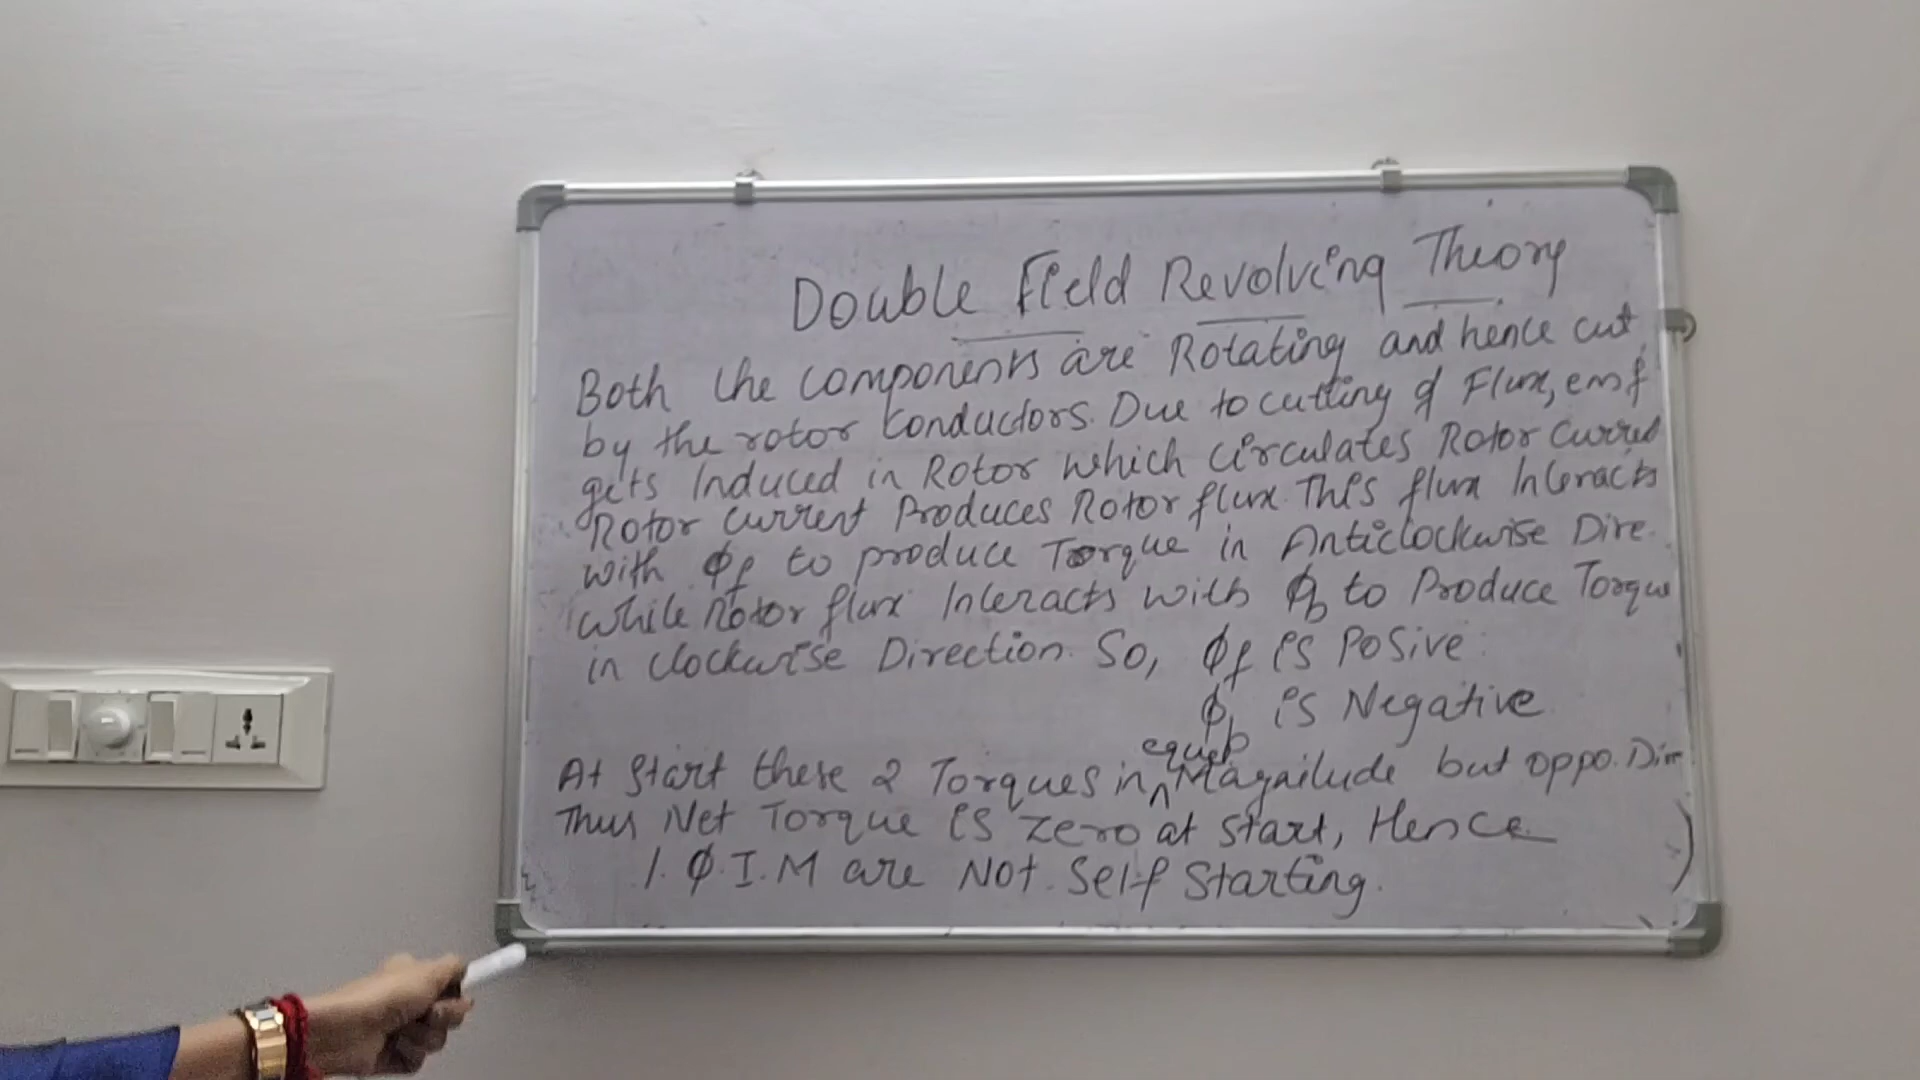 Double Field Revolving Theory
Both the components are Rotating and hence cut
by the rotor conductors. Due to cutting of Flux, emf
gets Induced in Rotor which circulates Rotor Current
Rotor current Produces Rotor flux. This flux Interacts
with ϕf to produce Torque in Anticlockwise Dire.
while Rotor flux Interacts with ϕb to Produce Torque
in clockwise Direction. So, ϕf is Posive
ϕb is Negative
At start these 2 Torques in equal Magnitude but oppo. Dir
Thus Net Torque is zero at start, Hence
1. ϕ. I. M are Not Self Starting.